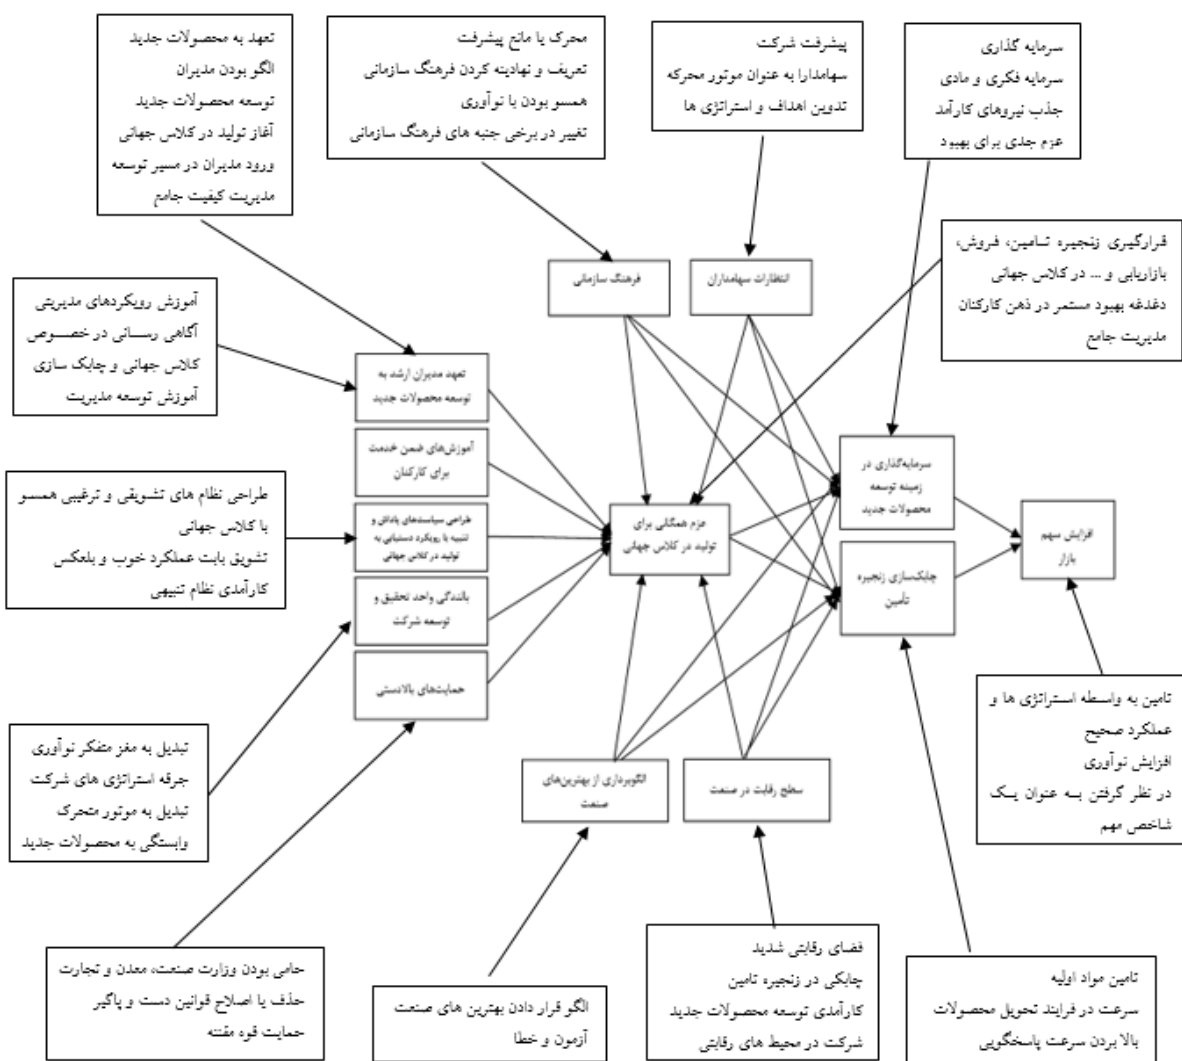 تعهد به محصولات جدید
الگو بودن مدیران
توسعه محصولات جدید
آغاز تولید در کلاس جهانی
ورود مدیران در مسیر توسعه
مدیریت کیفیت جامع
محرک یا مانع پیشرفت
تعریف و نهادینه کردن فرهنگ سازمانی
همسو بودن با نوآوری
تغییر در برخی جنبه های فرهنگ سازمانی
پیشرفت شرکت
سهامدارا به عنوان موتور محرکه
تدوین اهداف و استراتژی ها
سرمایه گذاری
سرمایه فکری و مادی
جذب نیروهای کارآمد
عزم جدی برای بهبود
قرارگیری زنجیره تامین، فروش،
بازاریابی و ... در کلاس جهانی
دغدغه بهبود مستمر در ذهن کارکنان
مدیریت جامع
فرهنگ سازمانی
انتظارات سهامداران
آموزش رویکردهای مدیریتی
آگاهی رسانی در خصوص
کلاس جهانی و چابک سازی
آموزش توسعه مدیریت
تعهد مدیران ارشد به
توسعه محصولات جدید
آموزش‌های ضمن خدمت
برای کارکنان
طراحی سیاست‌های پاداش و
تنبیه با رویکرد دستیابی به
تولید در کلاس جهانی
بالندگی واحد تحقیق و
توسعه شرکت
حمایت‌های بالادستی
طراحی نظام های تشویقی و ترغیبی همسو
با کلاس جهانی
تشویق بابت عملکرد خوب و بلعکس
کارآمدی نظام تنبیهی
عزم همگانی برای
تولید در کلاس جهانی
سرمایه‌گذاری در
زمینه توسعه
محصولات جدید
چابک‌سازی زنجیره
تأمین
افزایش سهم
بازار
تبدیل به مغز متفکر نوآوری
جرقه استراتژی های شرکت
تبدیل به موتور متحرک
وابستگی به محصولات جدید
الگوبرداری از بهترین‌های
صنعت
سطح رقابت در صنعت
تامین به واسطه استراتژی ها و
عملکرد صحیح
افزایش نوآوری
در نظر گرفتن به عنوان یک
شاخص مهم
حامی بودن وزارت صنعت، معدن و تجارت
حذف یا اصلاح قوانین دست و پاگیر
حمایت قوه مقننه
الگو قرار دادن بهترین های صنعت
آزمون و خطا
فضای رقابتی شدید
چابکی در زنجیره تامین
کارآمدی توسعه محصولات جدید
شرکت در محیط های رقابتی
تامین مواد اولیه
سرعت در فرایند تحویل محصولات
بالا بردن سرعت پاسخگویی